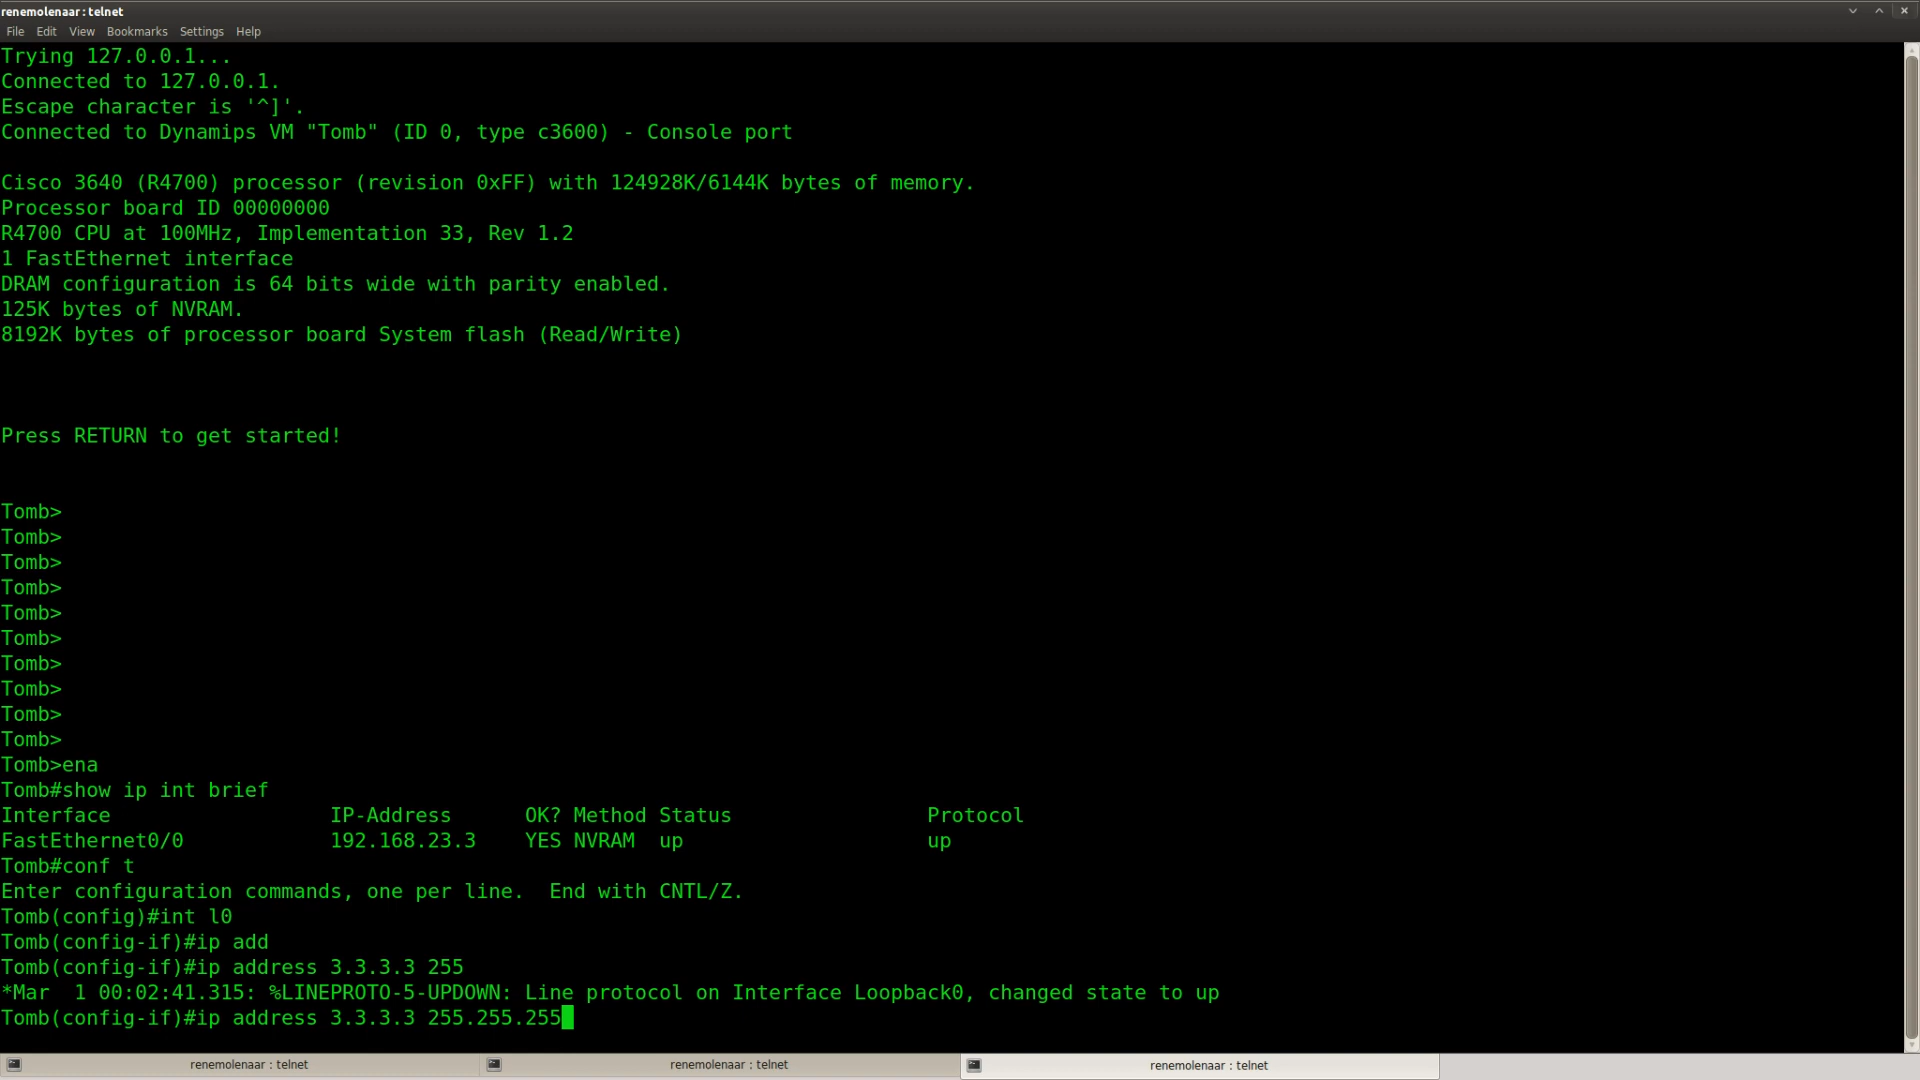 renemolenaar : telnet
File Edit View Bookmarks Settings Help
Trying 127.0.0.1...
Connected to 127.0.0.1.
Escape character is '^]'.
Connected to Dynamips VM "Tomb" (ID 0, type c3600) - Console port
Cisco 3640 (R4700) processor (revision 0xFF) with 124928K/6144K bytes of memory.
Processor board ID 00000000
R4700 CPU at 100MHz, Implementation 33, Rev 1.2
1 FastEthernet interface
DRAM configuration is 64 bits wide with parity enabled.
125K bytes of NVRAM.
8192K bytes of processor board System flash (Read/Write)
Press RETURN to get started!
Tomb>
Tomb>
Tomb>
Tomb>
Tomb>
Tomb>
Tomb>
Tomb>
Tomb>
Tomb>
Tomb>ena
Tomb#show ip int brief
Interface IP-Address OK? Method Status Protocol
FastEthernet0/0 192.168.23.3 YES NVRAM up up
Tomb#conf t
Enter configuration commands, one per line. End with CNTL/Z.
Tomb(config)#int l0
Tomb(config-if)#ip add
Tomb(config-if)#ip address 3.3.3.3 255
*Mar 1 00:02:41.315: %LINEPROTO-5-UPDOWN: Line protocol on Interface Loopback0, changed state to up
Tomb(config-if)#ip address 3.3.3.3 255.255.255
renemolenaar : telnet renemolenaar : telnet renemolenaar : telnet